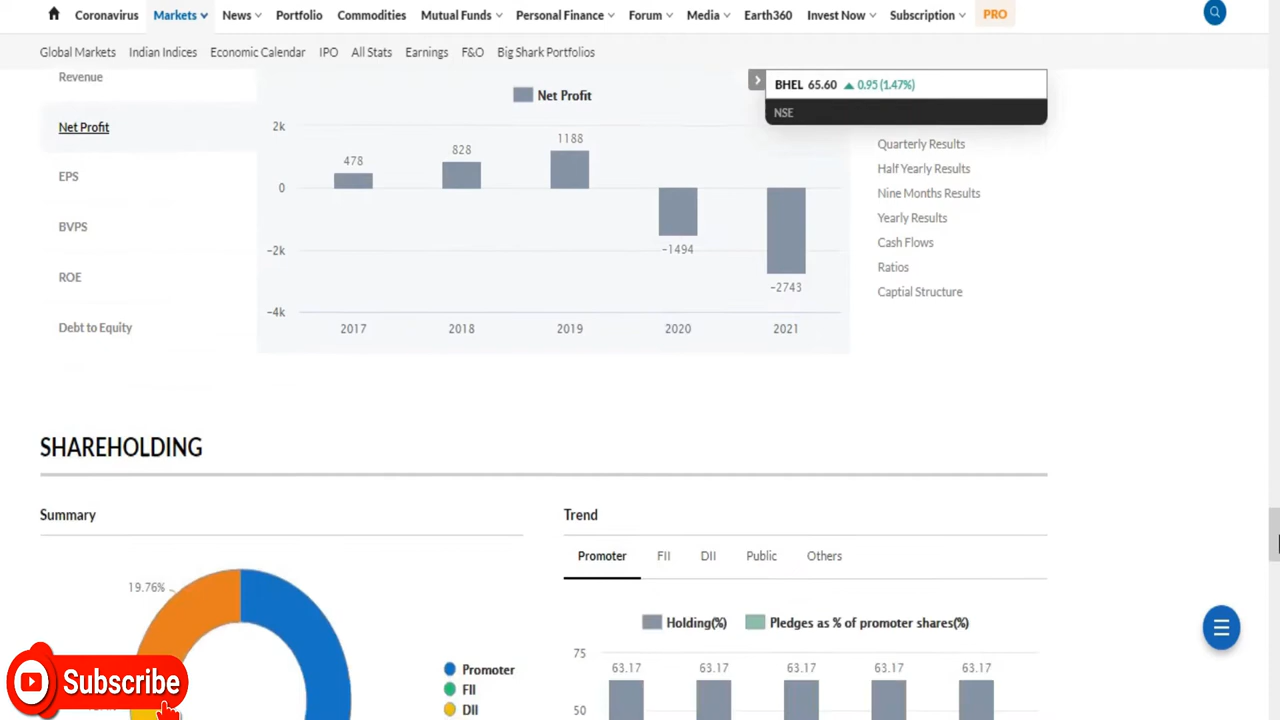 Coronavirus Markets News Portfolio Commodities Mutual Funds Personal Finance Forum Media Earth360 Invest Now Subscription PRO
Global Markets Indian Indices Economic Calendar IPO All Stats Earnings F&O Big Shark Portfolios
BHEL 65.60 0.95 (1.47%)
NSE
Revenue
Net Profit
EPS
BVPS
ROE
Debt to Equity
Net Profit
2k
0
-2k
-4k
478
828
1188
-1494
-2743
2017 2018 2019 2020 2021
Quarterly Results
Half Yearly Results
Nine Months Results
Yearly Results
Cash Flows
Ratios
Captial Structure
SHAREHOLDING
Summary
19.76%
Promoter
FII
DII
Trend
Promoter FII DII Public Others
Holding(%) Pledges as % of promoter shares(%)
75
50
63.17 63.17 63.17 63.17 63.17
Subscribe